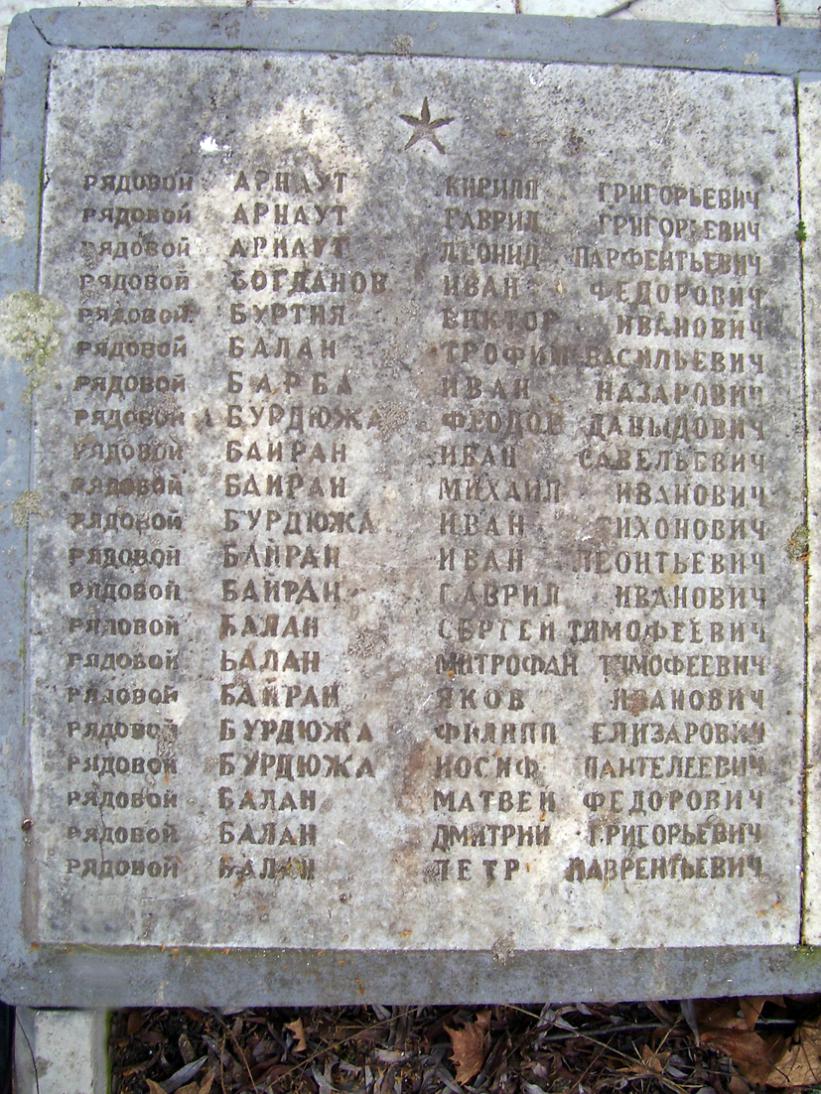 РЯДОВОЙ АРНАУТ КИРИЛЛ ГРИГОРЬЕВИЧ
РЯДОВОЙ АРНАУТ ГАВРИЛ ГРИГОРЬЕВИЧ
РЯДОВОЙ АРНАУТ ЛЕОНИД ПАРФЕНТЬЕВИЧ
РЯДОВОЙ БОГДАНОВ ИВАН ФЕДОРОВИЧ
РЯДОВОЙ БУРТИЯ ВИКТОР ИВАНОВИЧ
РЯДОВОЙ БАЛАН ТРОФИМ ВАСИЛЬЕВИЧ
РЯДОВОЙ БАРБА ИВАН НАЗАРОВИЧ
РЯДОВОЙ БУРДЮЖА ФЕОДОР ДАВЫДОВИЧ
РЯДОВОЙ БАЙРАН ИВАН САВЕЛЬЕВИЧ
РЯДОВОЙ БАЙРАН МИХАИЛ ИВАНОВИЧ
РЯДОВОЙ БУРДЮЖА ИВАН ТИХОНОВИЧ
РЯДОВОЙ БАЙРАН ИВАН ЛЕОНТЬЕВИЧ
РЯДОВОЙ БАЙРАН ГАВРИЛ ИВАНОВИЧ
РЯДОВОЙ БАЛАН СЕРГЕЙ ТИМОФЕЕВИЧ
РЯДОВОЙ БАЛАН МИТРОФАН ТИМОФЕЕВИЧ
РЯДОВОЙ БАЙРАН ЯКОВ ИВАНОВИЧ
РЯДОВОЙ БУРДЮЖА ФИЛИПП ЕЛИЗАРОВИЧ
РЯДОВОЙ БУРДЮЖА ИОСИФ ПАНТЕЛЕЕВИЧ
РЯДОВОЙ БАЛАН МАТВЕЙ ФЕДОРОВИЧ
РЯДОВОЙ БАЛАН ДМИТРИЙ ГРИГОРЬЕВИЧ
РЯДОВОЙ БАЛАН ПЕТР ЛАВРЕНТЬЕВИЧ